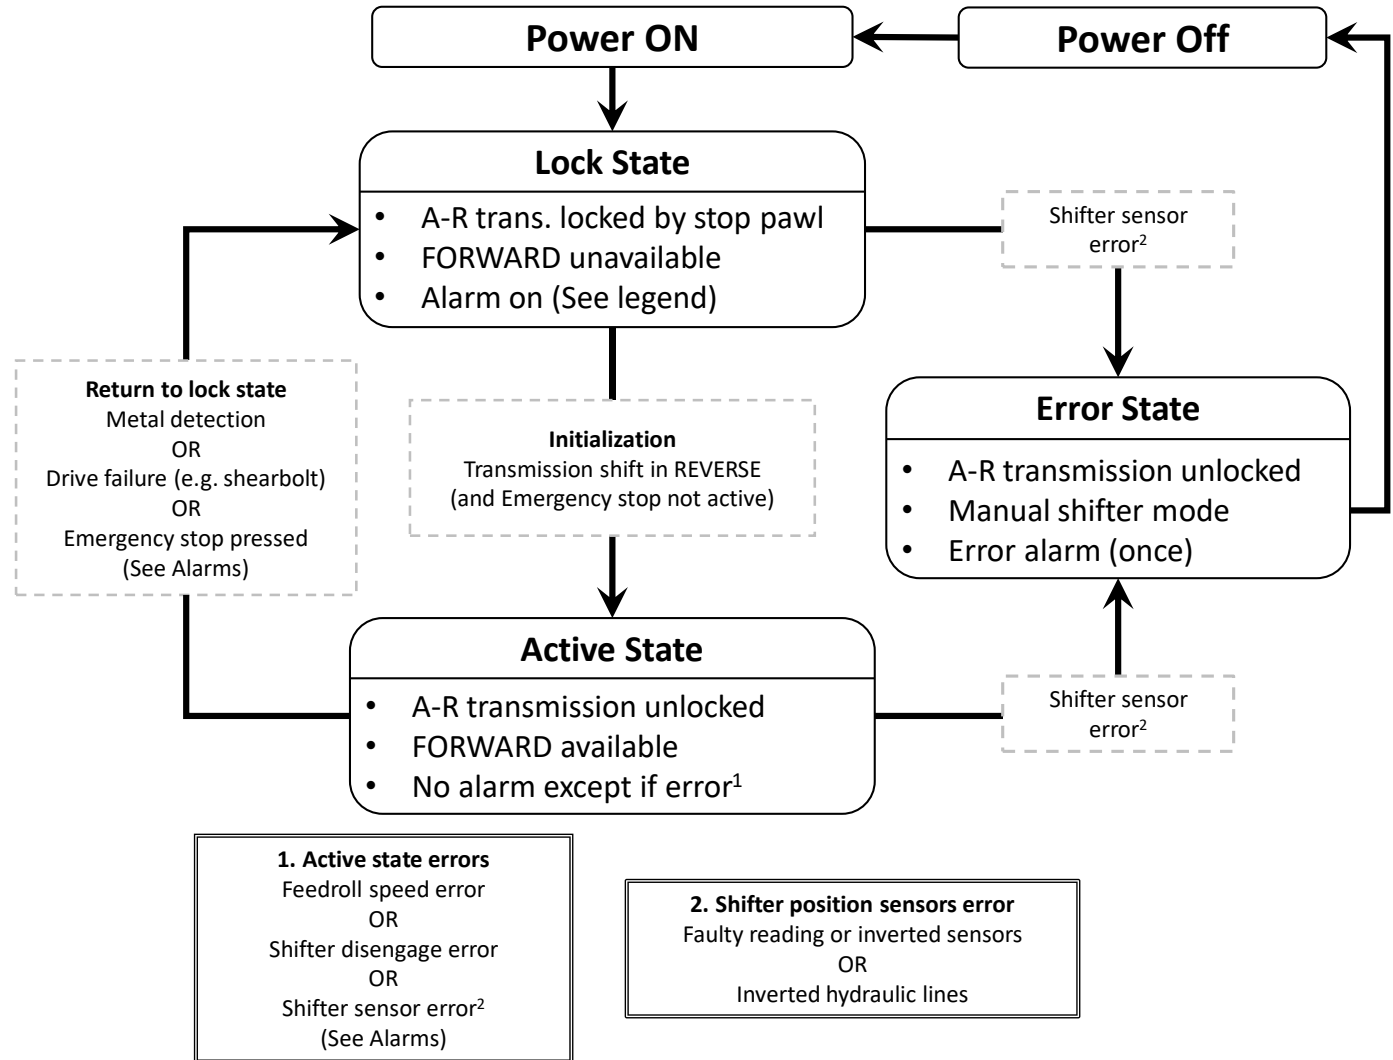 Power ON
Power Off
Lock State
• A-R trans. locked by stop pawl
• FORWARD unavailable
• Alarm on (See legend)
Shifter sensor
error²
Return to lock state
Metal detection
OR
Drive failure (e.g. shearbolt)
OR
Emergency stop pressed
(See Alarms)
Initialization
Transmission shift in REVERSE
(and Emergency stop not active)
Error State
• A-R transmission unlocked
• Manual shifter mode
• Error alarm (once)
Active State
• A-R transmission unlocked
• FORWARD available
• No alarm except if error¹
Shifter sensor
error²
1. Active state errors
Feedroll speed error
OR
Shifter disengage error
OR
Shifter sensor error²
(See Alarms)
2. Shifter position sensors error
Faulty reading or inverted sensors
OR
Inverted hydraulic lines